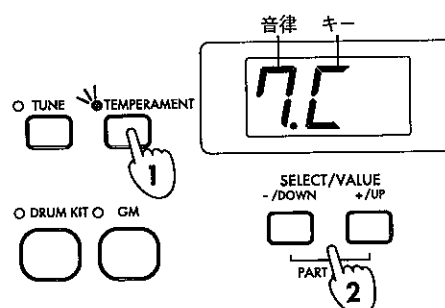 音律 キー
7.C
TUNE TEMPERAMENT
1
DRUM KIT GM
SELECT/VALUE
-/DOWN +/UP
PART
2